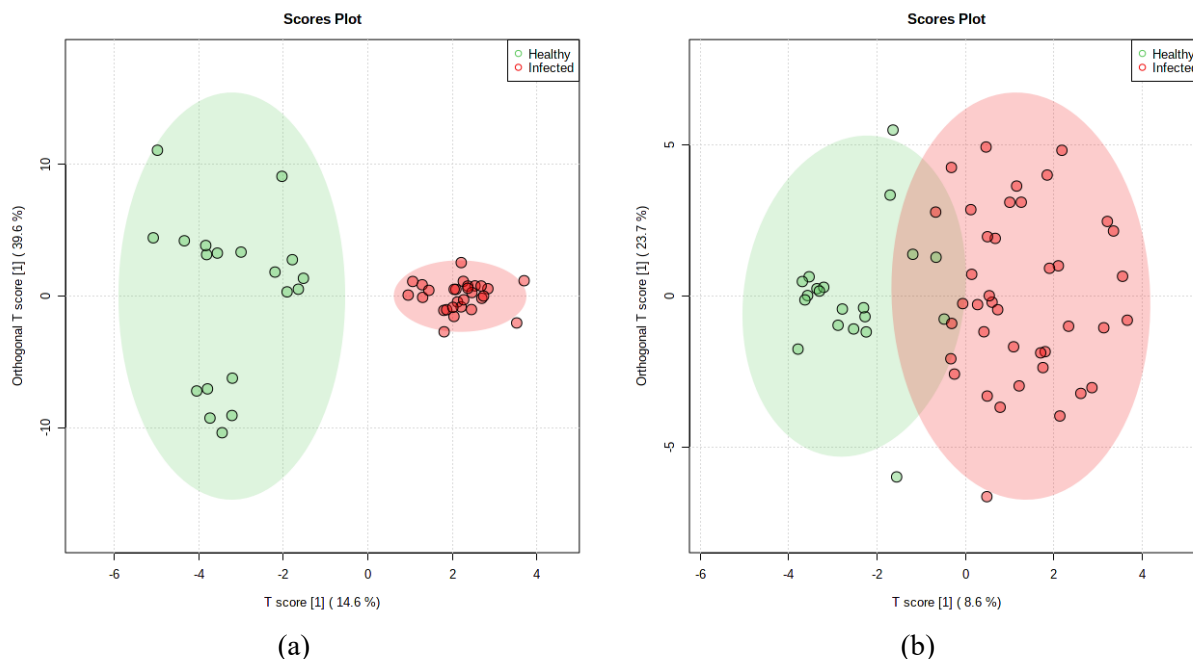 Scores Plot
Healthy
Infected
Orthogonal T score [1] ( 39.6 %)
10
0
-10
-6 -4 -2 0 2 4
T score [1] ( 14.6 %)
(a)
Scores Plot
Healthy
Infected
Orthogonal T score [1] ( 23.7 %)
5
0
-5
-6 -4 -2 0 2 4
T score [1] ( 8.6 %)
(b)